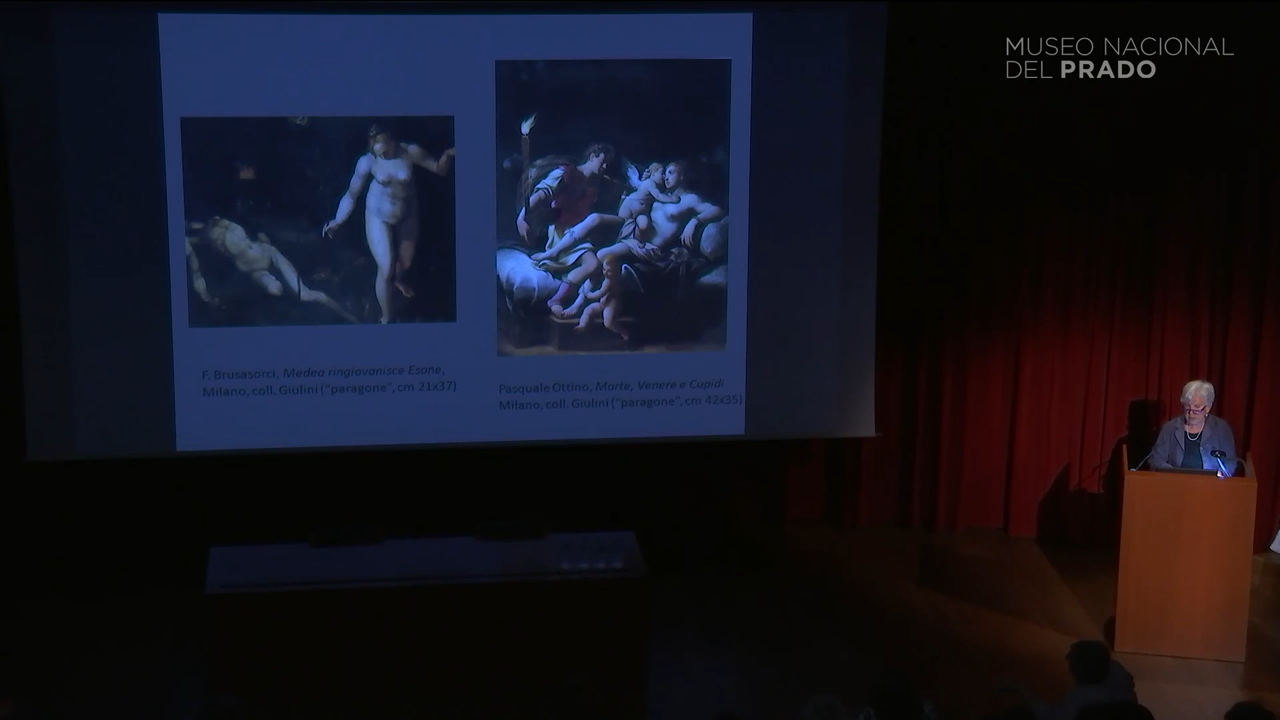 MUSEO NACIONAL
DEL PRADO
F. Brusasorci, Medea ringiovanisce Esone,
Milano, coll. Giulini ("paragone", cm 21x37)
Pasquale Ottino, Marte, Venere e Cupidi
Milano, coll. Giulini ("paragone", cm 42x35)